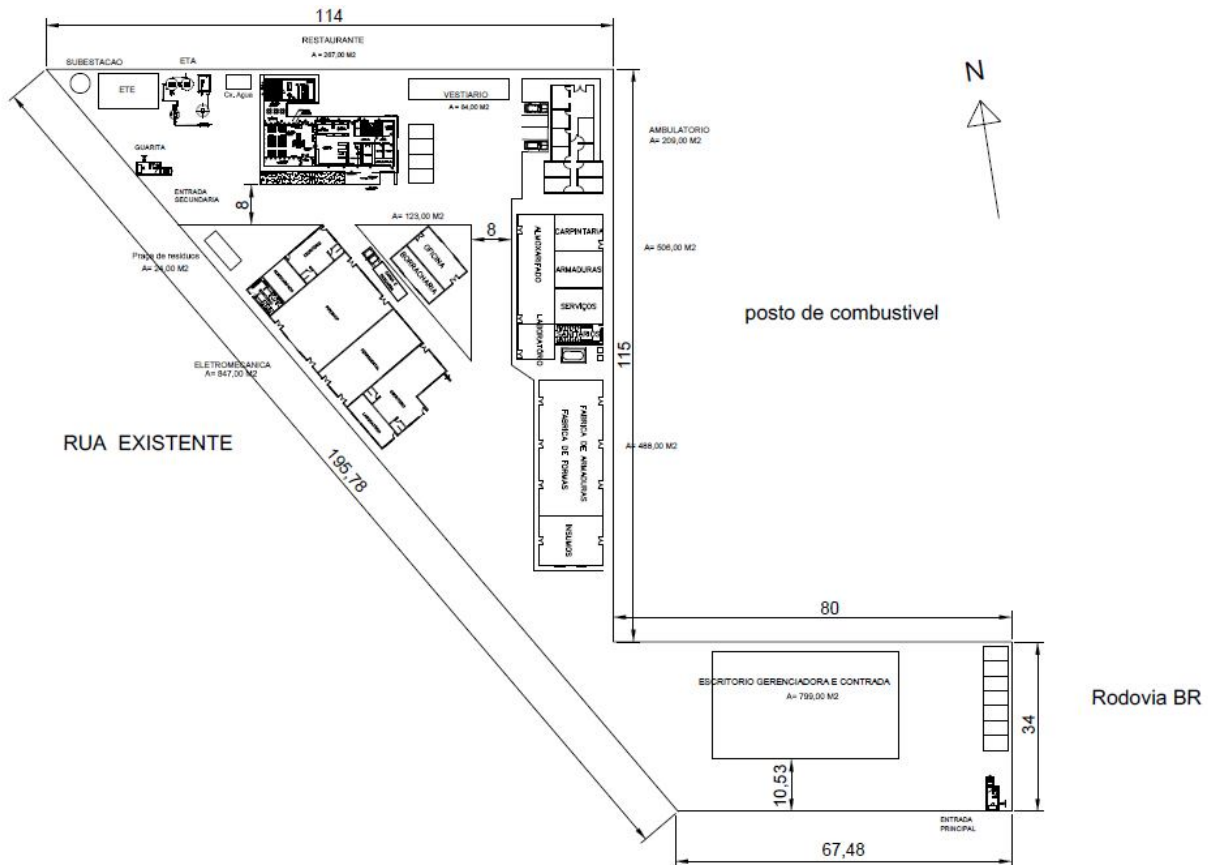 114
RESTAURANTE
A= 267,00 M2
SUBESTACAO
ETA
ETE
Cx. Agua
VESTIARIO
A= 64,00 M2
N
AMBULATORIO
A= 209,00 M2
GUARITA
ENTRADA
SECUNDARIA
8
A= 123,00 M2
8
OFICINA
BORRACHARIA
ALMOXARIFADO
CARPINTARIA
ARMADURAS
SERVIÇOS
LABORATÓRIO
A= 506,00 M2
Praça de resíduos
A= 24,00 M2
posto de combustivel
115
ELETROMECANICA
A= 847,00 M2
RUA EXISTENTE
195,78
FABRICA DE ARMADURAS
FABRICA DE FORMAS
A= 488,00 M2
INSUMOS
80
ESCRITORIO GERENCIADORA E CONTRADA
A= 799,00 M2
34
Rodovia BR
10,53
ENTRADA
PRINCIPAL
67,48